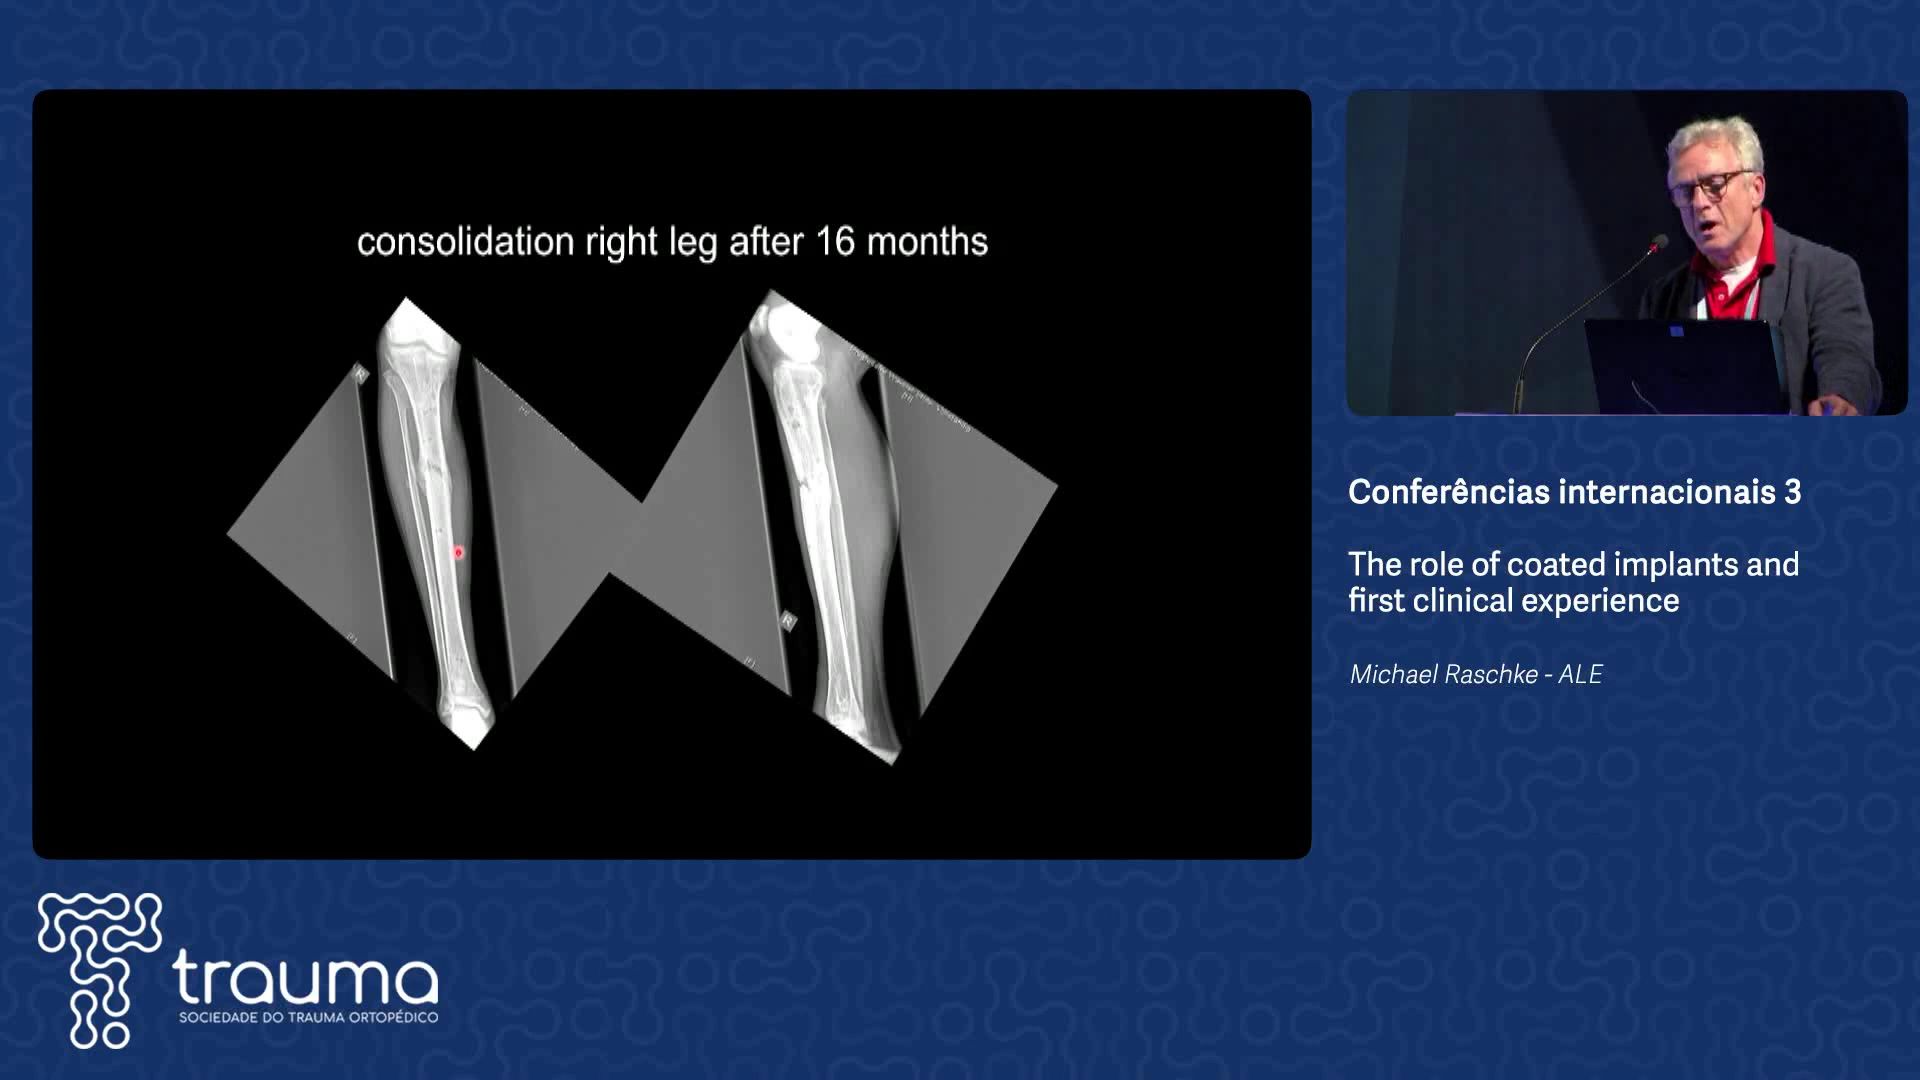 consolidation right leg after 16 months
R
R
Conferências internacionais 3
The role of coated implants and
first clinical experience
Michael Raschke - ALE
trauma
SOCIEDADE DO TRAUMA ORTOPÉDICO